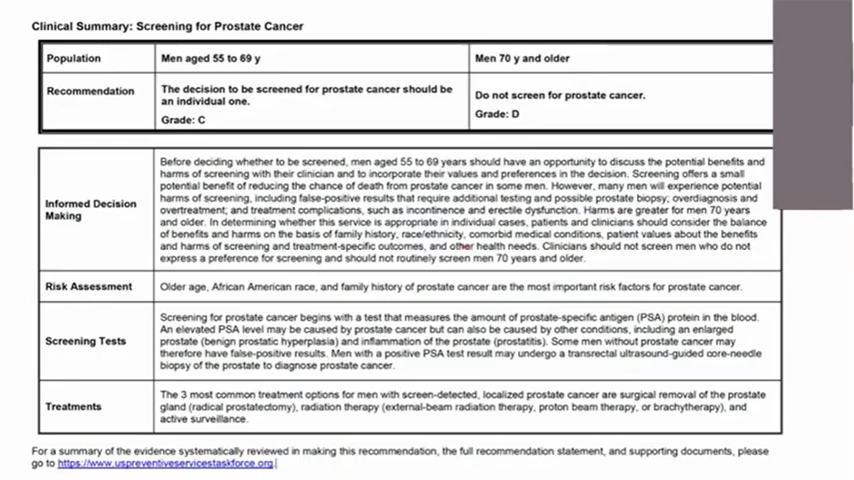 Clinical Summary: Screening for Prostate Cancer
Population
Men aged 55 to 69 y
Men 70 y and older
Recommendation
The decision to be screened for prostate cancer should be
an individual one.
Grade: C
Do not screen for prostate cancer.
Grade: D
Informed Decision
Making
Before deciding whether to be screened, men aged 55 to 69 years should have an opportunity to discuss the potential benefits and
harms of screening with their clinician and to incorporate their values and preferences in the decision. Screening offers a small
potential benefit of reducing the chance of death from prostate cancer in some men. However, many men will experience potential
harms of screening, including false-positive results that require additional testing and possible prostate biopsy; overdiagnosis and
overtreatment; and treatment complications, such as incontinence and erectile dysfunction. Harms are greater for men 70 years
and older. In determining whether this service is appropriate in individual cases, patients and clinicians should consider the balance
of benefits and harms on the basis of family history, race/ethnicity, comorbid medical conditions, patient values about the benefits
and harms of screening and treatment-specific outcomes, and other health needs. Clinicians should not screen men who do not
express a preference for screening and should not routinely screen men 70 years and older.
Risk Assessment
Older age, African American race, and family history of prostate cancer are the most important risk factors for prostate cancer.
Screening Tests
Screening for prostate cancer begins with a test that measures the amount of prostate-specific antigen (PSA) protein in the blood.
An elevated PSA level may be caused by prostate cancer but can also be caused by other conditions, including an enlarged
prostate (benign prostatic hyperplasia) and inflammation of the prostate (prostatitis). Some men without prostate cancer may
therefore have false-positive results. Men with a positive PSA test result may undergo a transrectal ultrasound-guided core-needle
biopsy of the prostate to diagnose prostate cancer.
Treatments
The 3 most common treatment options for men with screen-detected, localized prostate cancer are surgical removal of the prostate
gland (radical prostatectomy), radiation therapy (external-beam radiation therapy, proton beam therapy, or brachytherapy), and
active surveillance.
For a summary of the evidence systematically reviewed in making this recommendation, the full recommendation statement, and supporting documents, please
go to https://www.uspreventiveservicestaskforce.org.